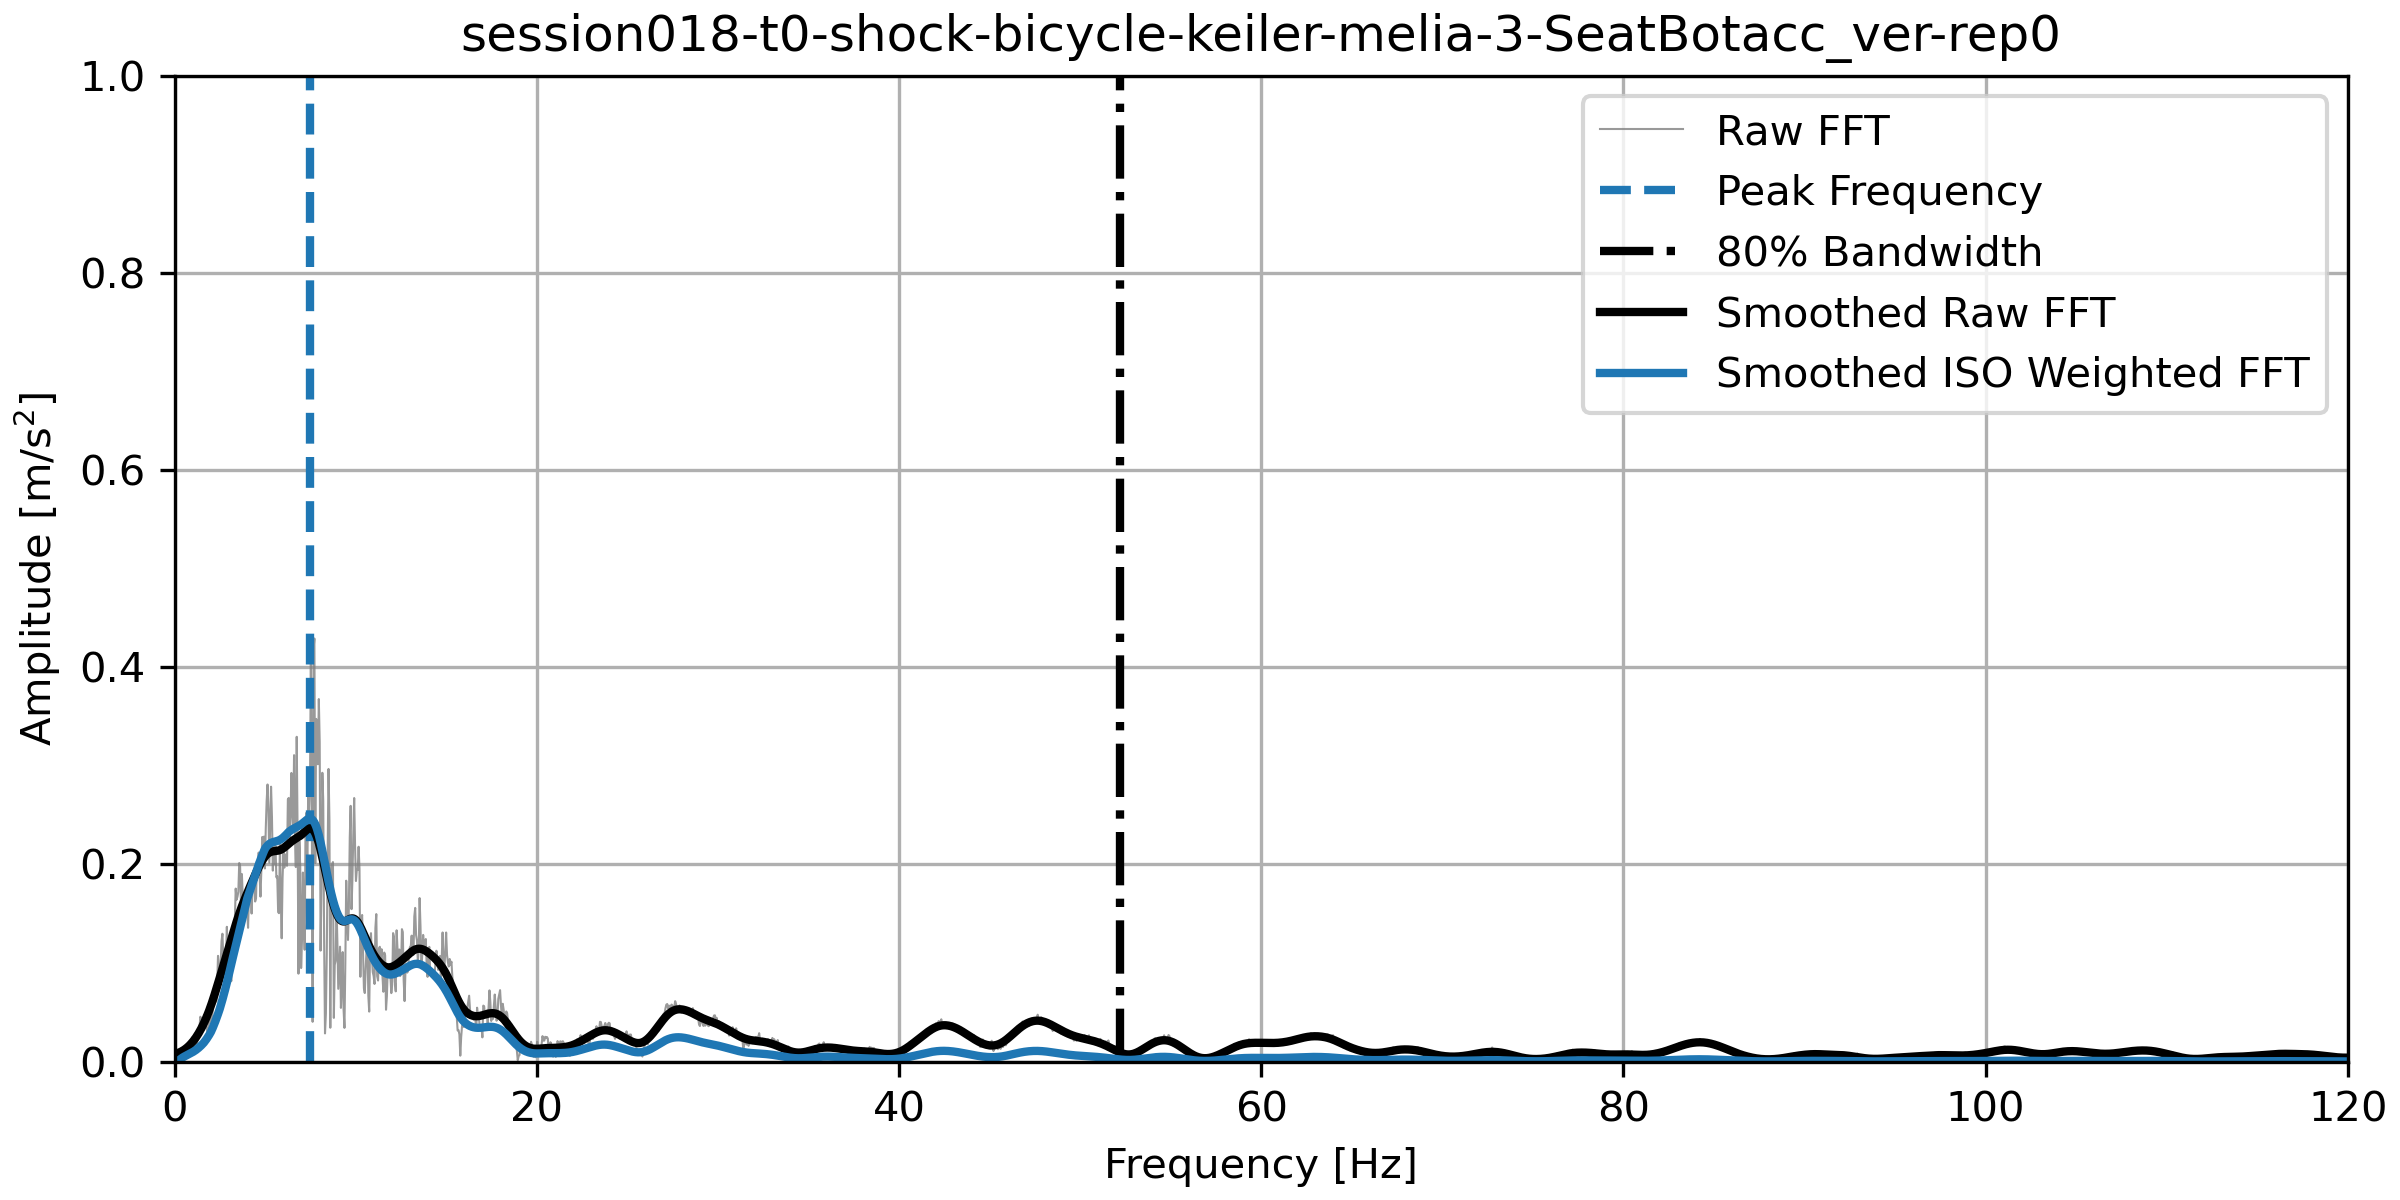 session018-t0-shock-bicycle-keiler-melia-3-SeatBotacc_ver-rep0
1.0
0.8
0.6
0.4
0.2
0.0
Amplitude [m/s²]
Raw FFT
Peak Frequency
80% Bandwidth
Smoothed Raw FFT
Smoothed ISO Weighted FFT
0 20 40 60 80 100 120
Frequency [Hz]